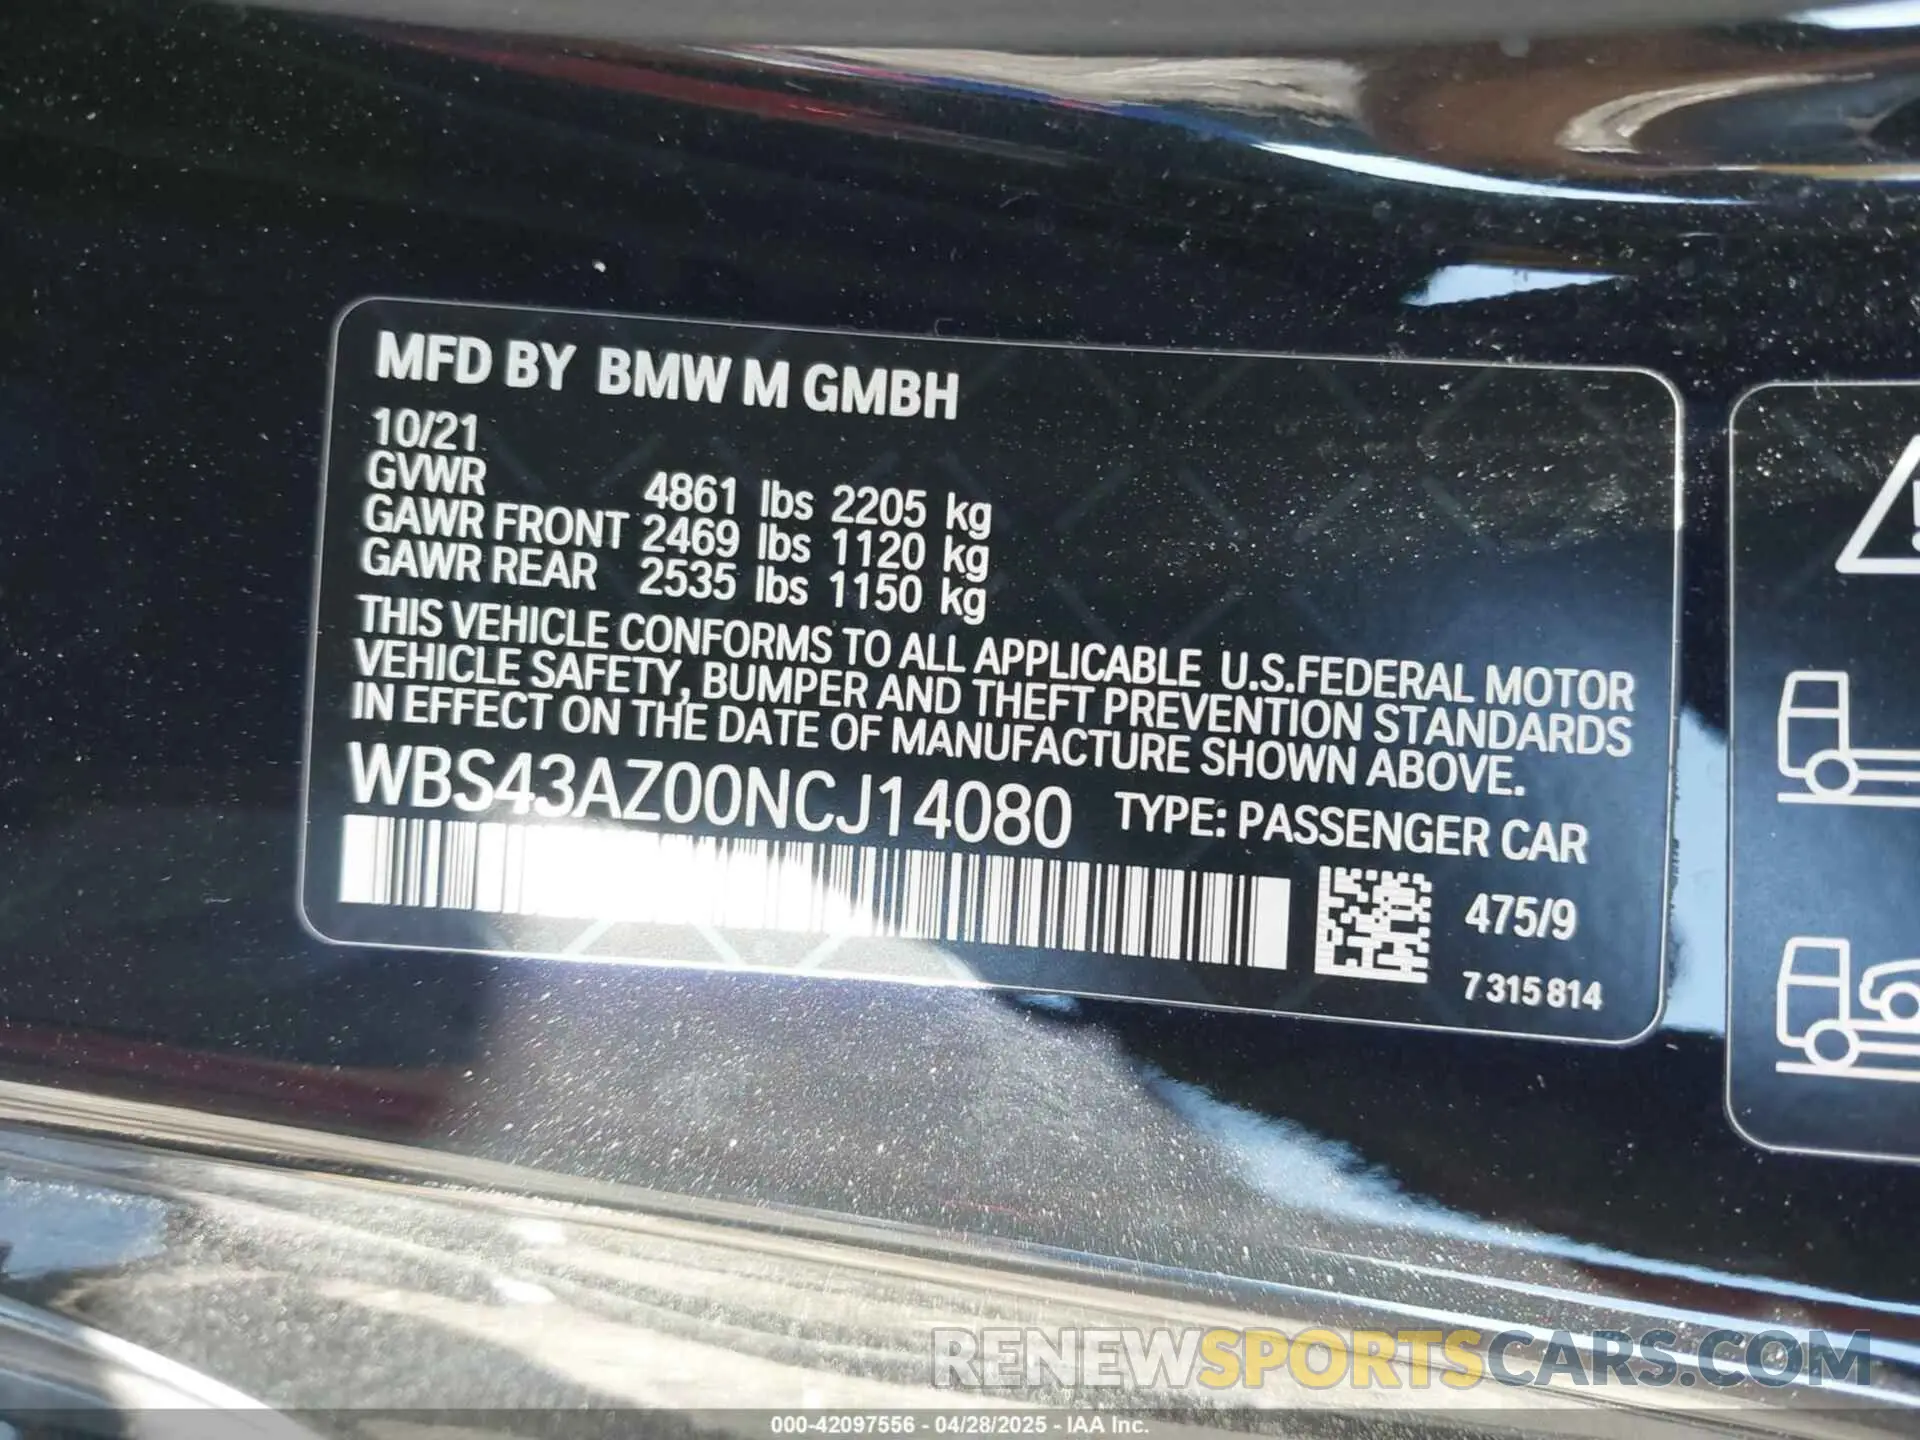 MFD BY BMW M GMBH
10/21
GVWR 4861 lbs 2205 kg
GAWR FRONT 2469 lbs 1120 kg
GAWR REAR 2535 lbs 1150 kg
THIS VEHICLE CONFORMS TO ALL APPLICABLE U.S.FEDERAL MOTOR
VEHICLE SAFETY, BUMPER AND THEFT PREVENTION STANDARDS
IN EFFECT ON THE DATE OF MANUFACTURE SHOWN ABOVE.
WBS43AZ00NCJ14080 TYPE: PASSENGER CAR
475/9
7 315 814
RENEWSPORTSCARS.COM
000-42097556 - 04/28/2025 - IAA Inc.